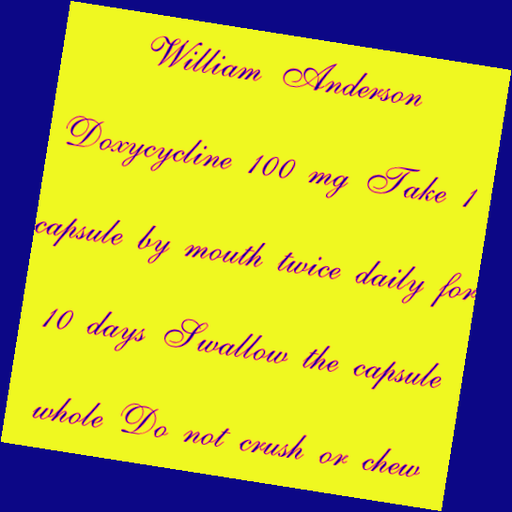 William Anderson
Doxycycline 100 mg Take 1
capsule by mouth twice daily for
10 days Swallow the capsule
whole Do not crush or chew